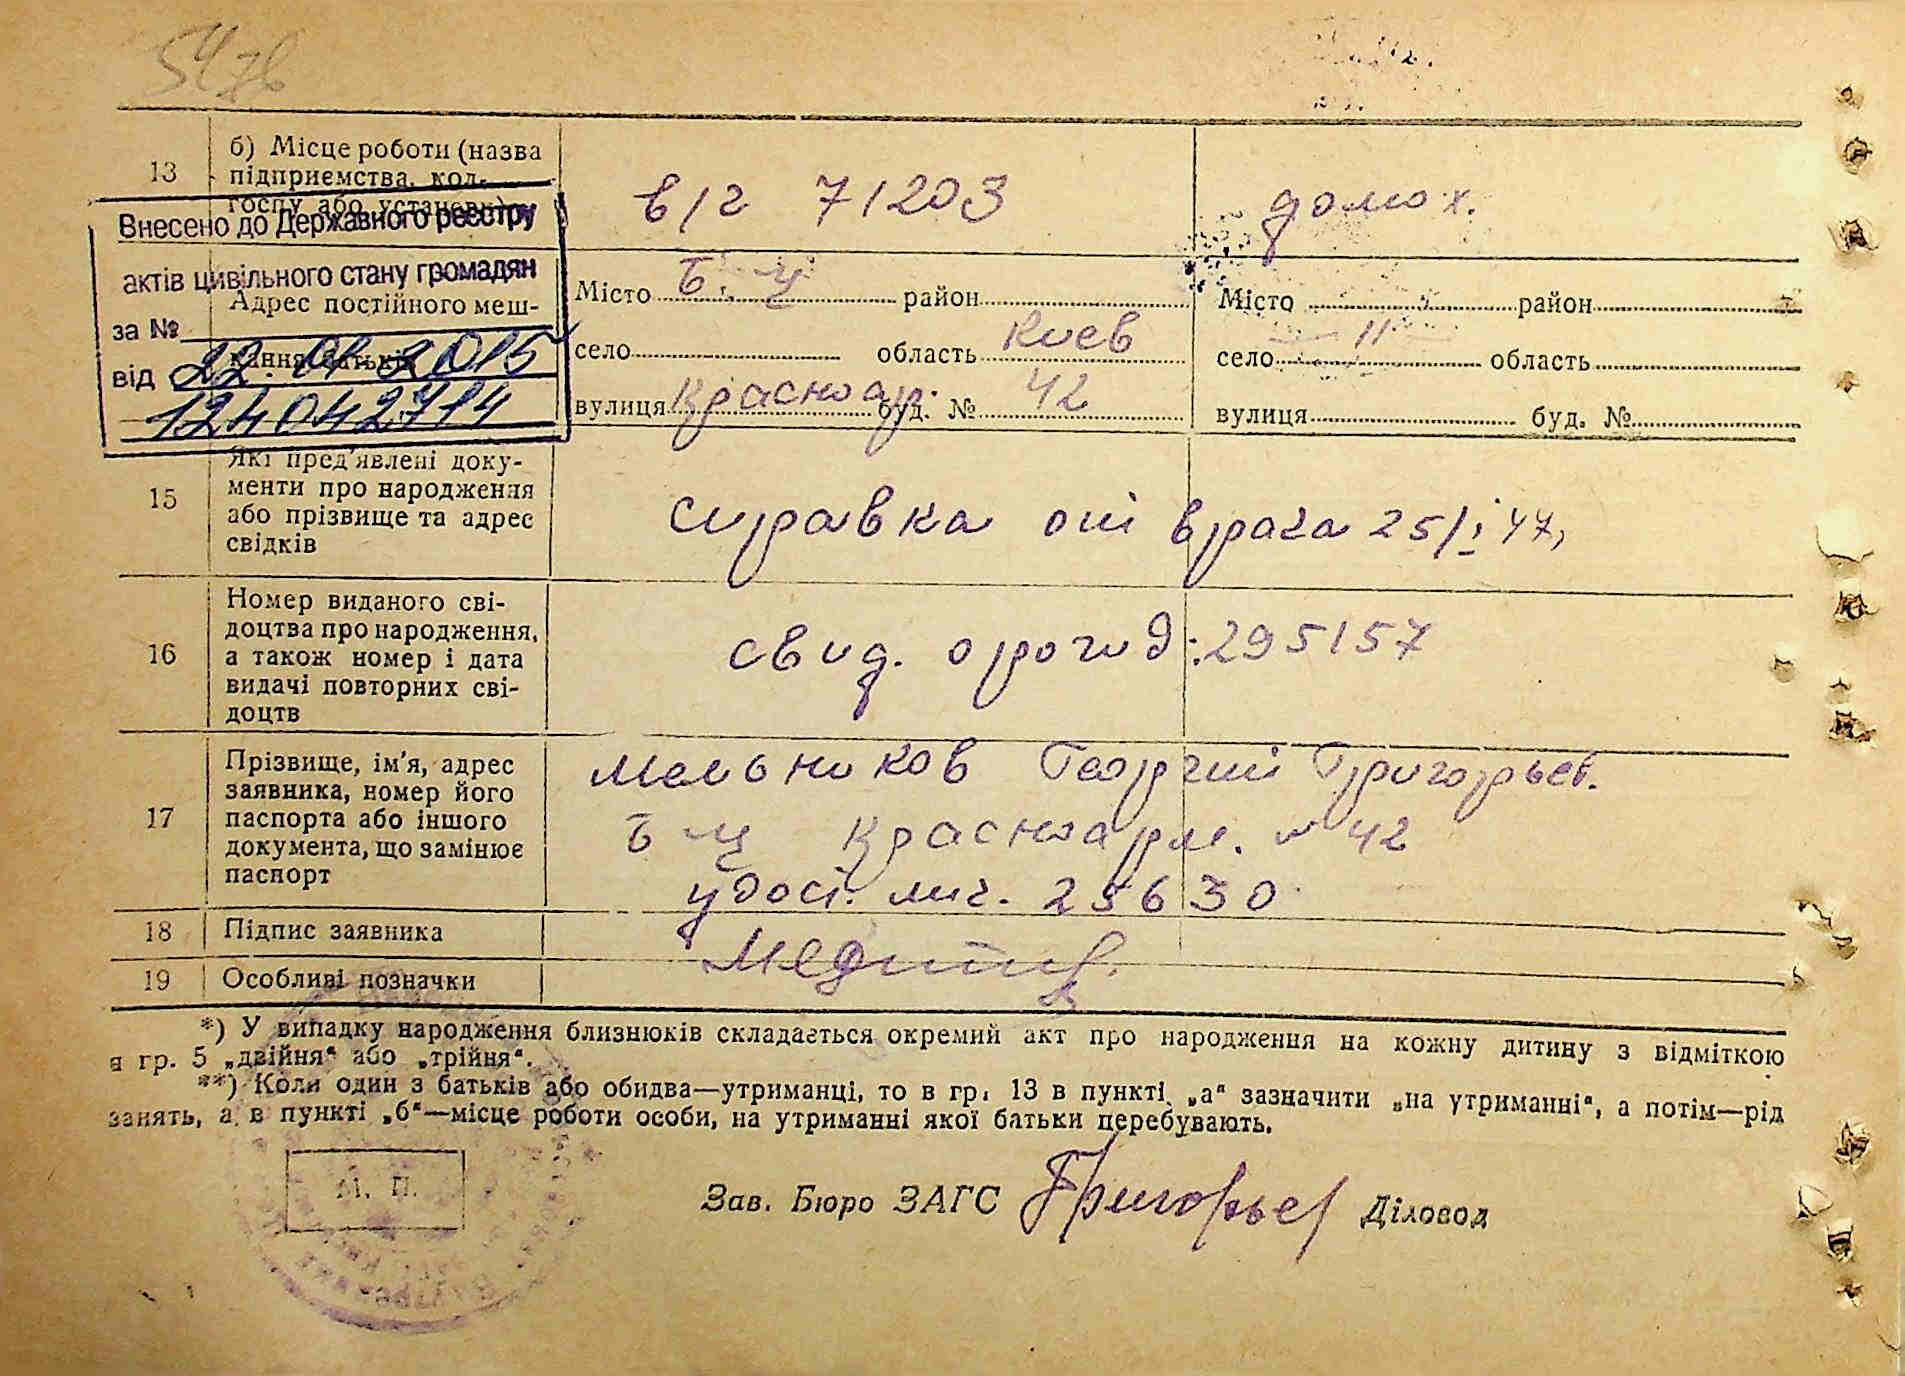 5476
13
б) Місце роботи (назва
підприємства, кол-
госпу або установи)
в/г 71203
домох.
Внесено до Державного реєстру
актів цивільного стану громадян
за №
від 22.01 2015
Адрес постійного меш-
кання батьків
Місто Б. Ц район
село область Киев
вулиця Красноар. буд. № 42
Місто район
село — 11 — область
вулиця буд. №
15
Які пред'явлені доку-
менти про народження
або прізвище та адрес
свідків
справка от врача 25/I 47,
16
Номер виданого сві-
доцтва про народження,
а також номер і дата
видачі повторних сві-
доцтв
свид. о рожд: 295157
17
Прізвище, ім'я, адрес
заявника, номер його
паспорта або іншого
документа, що замінює
паспорт
Мельников Георгий Григорьев.
Б Ц Красноарм. № 42
удост. лич. 25630
18
Підпис заявника
19
Особливі позначки
*) У випадку народження близнюків складається окремий акт про народження на кожну дитину з відміткою
в гр. 5 „двійня“ або „трійня“.
**) Коли один з батьків або обидва—утриманці, то в гр. 13 в пункті „а“ зазначити „на утриманні“, а потім—рід
занять, а в пункті „б“—місце роботи особи, на утриманні якої батьки перебувають.
М. П.
Зав. Бюро ЗАГС Григорьев Діловод